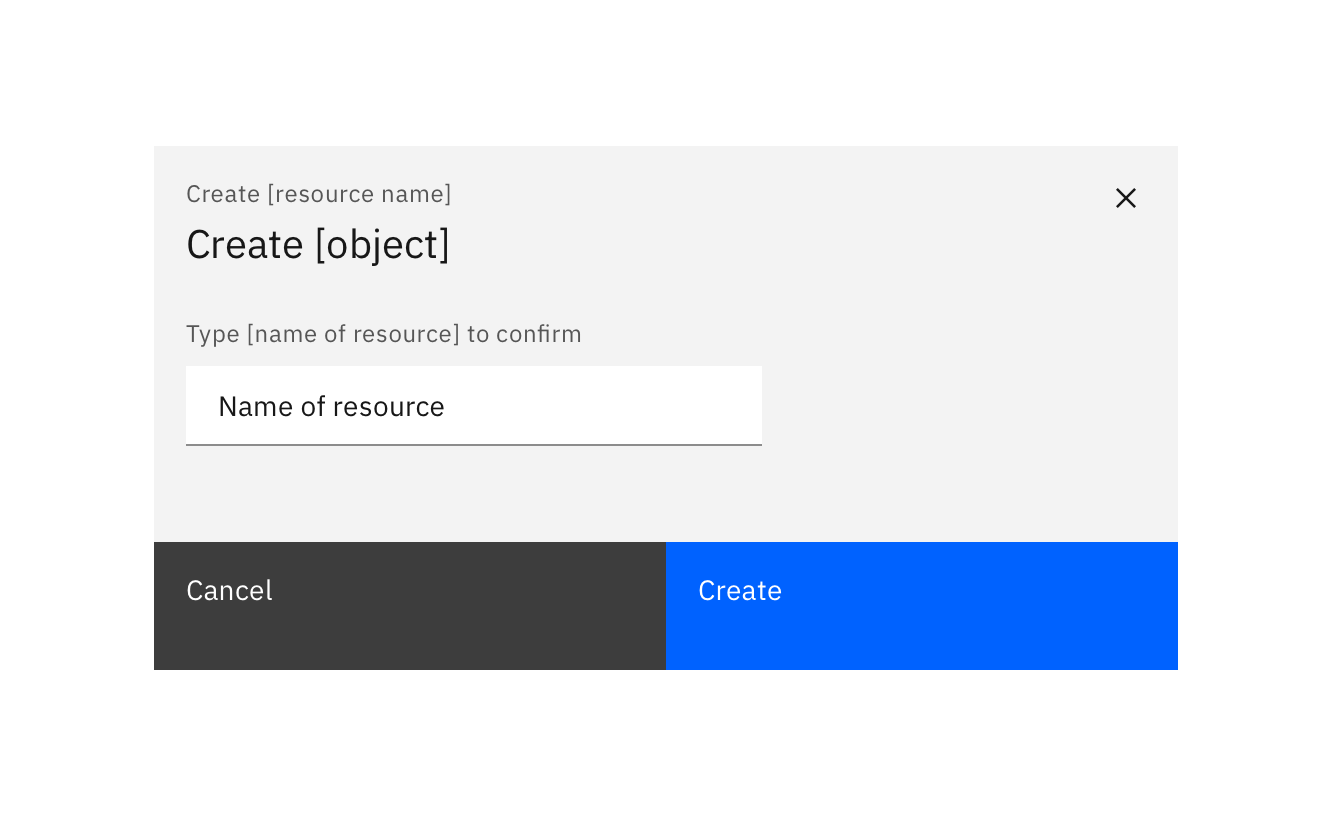 Create [resource name]
Create [object]
Type [name of resource] to confirm
Name of resource
Cancel
Create